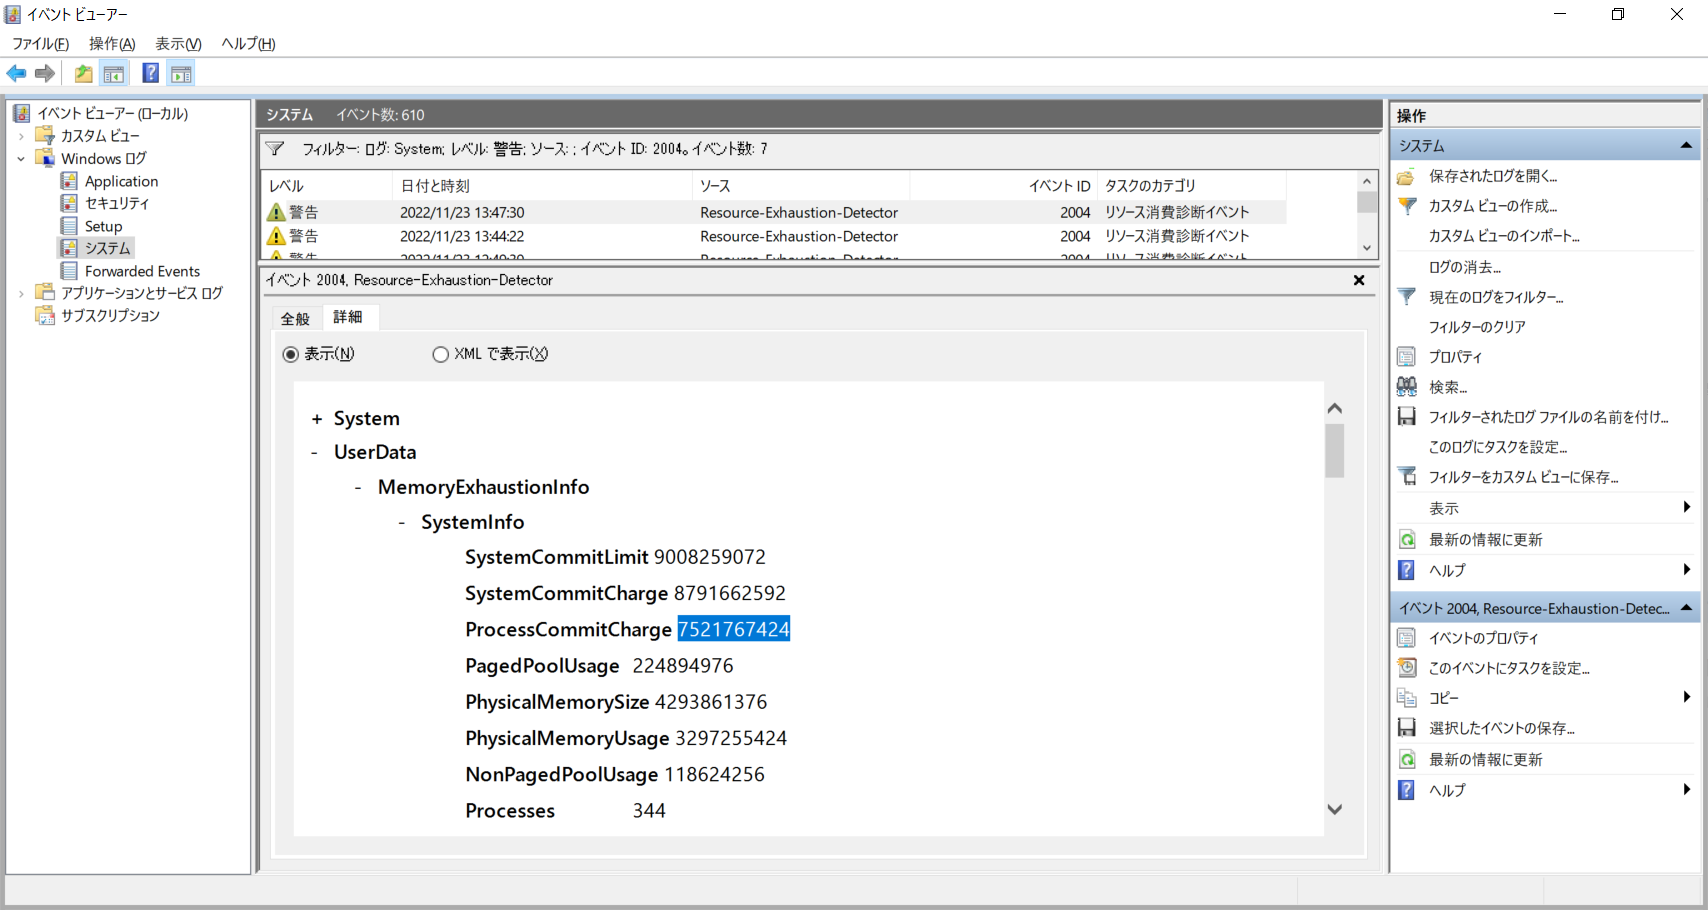 イベント ビューアー
ファイル(F) 操作(A) 表示(V) ヘルプ(H)
イベント ビューアー (ローカル)
カスタム ビュー
Windows ログ
Application
セキュリティ
Setup
システム
Forwarded Events
アプリケーションとサービス ログ
サブスクリプション
システム イベント数: 610
フィルター: ログ: System; レベル: 警告; ソース: ; イベント ID: 2004。イベント数: 7
レベル 日付と時刻 ソース イベント ID タスクのカテゴリ
警告 2022/11/23 13:47:30 Resource-Exhaustion-Detector 2004 リソース消費診断イベント
警告 2022/11/23 13:44:22 Resource-Exhaustion-Detector 2004 リソース消費診断イベント
イベント 2004, Resource-Exhaustion-Detector
全般 詳細
表示(N) XML で表示(X)
+ System
- UserData
- MemoryExhaustionInfo
- SystemInfo
SystemCommitLimit 9008259072
SystemCommitCharge 8791662592
ProcessCommitCharge 7521767424
PagedPoolUsage 224894976
PhysicalMemorySize 4293861376
PhysicalMemoryUsage 3297255424
NonPagedPoolUsage 118624256
Processes 344
操作
システム
保存されたログを開く...
カスタム ビューの作成...
カスタム ビューのインポート...
ログの消去...
現在のログをフィルター...
フィルターのクリア
プロパティ
検索...
フィルターされたログ ファイルの名前を付け...
このログにタスクを設定...
フィルターをカスタム ビューに保存...
表示
最新の情報に更新
ヘルプ
イベント 2004, Resource-Exhaustion-Detec...
イベントのプロパティ
このイベントにタスクを設定...
コピー
選択したイベントの保存...
最新の情報に更新
ヘルプ